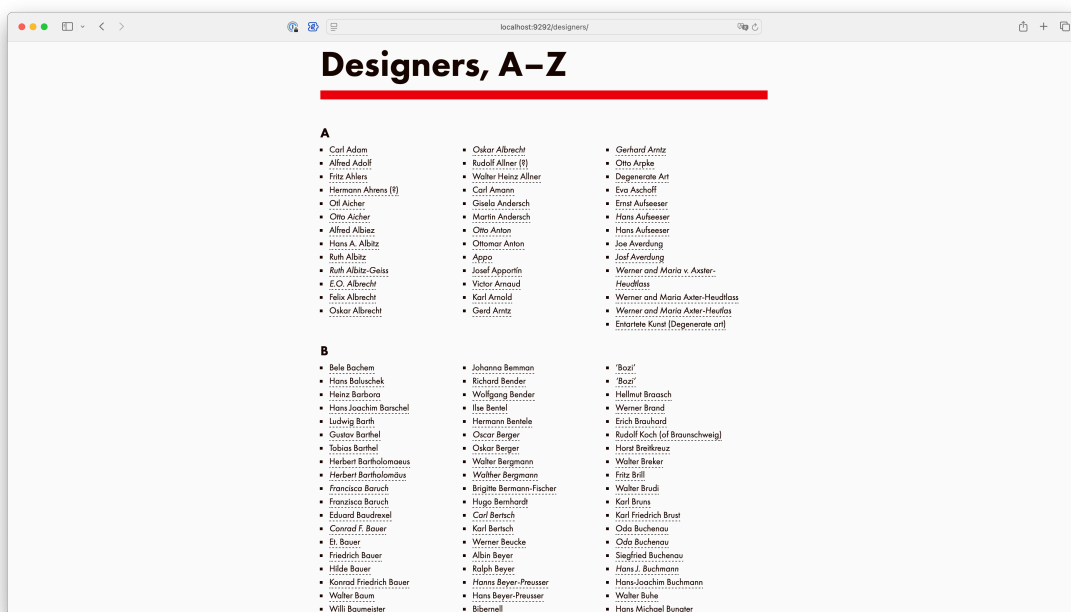 localhost:9292/designers/
Designers, A–Z
A
Carl Adam
Alfred Adolf
Fritz Ahlers
Hermann Ahrens (?)
Otl Aicher
Otto Aicher
Alfred Albiez
Hans A. Albitz
Ruth Albitz
Ruth Albitz-Geiss
E.O. Albrecht
Felix Albrecht
Oskar Albrecht
Oskar Albrecht
Rudolf Allner (?)
Walter Heinz Allner
Carl Amann
Gisela Andersch
Martin Andersch
Otto Anton
Ottomar Anton
Appo
Josef Apportin
Victor Arnaud
Karl Arnold
Gerd Arntz
Gerhard Arntz
Otto Arpke
Degenerate Art
Eva Aschoff
Ernst Aufseeser
Hans Aufseeser
Hans Aufseeser
Joe Averdung
Josf Averdung
Werner and Maria v. Axster-
Heudtlass
Werner and Maria Axter-Heudtlass
Werner and Maria Axter-Heutlas
Entartete Kunst (Degenerate art)
B
Bele Bachem
Hans Baluschek
Heinz Barbora
Hans Joachim Barschel
Ludwig Barth
Gustav Barthel
Tobias Barthel
Herbert Bartholomaeus
Herbert Bartholomäus
Francisca Baruch
Franzisca Baruch
Eduard Baudrexel
Conrad F. Bauer
Et. Bauer
Friedrich Bauer
Hilde Bauer
Konrad Friedrich Bauer
Walter Baum
Willi Baumeister
Johanna Bemman
Richard Bender
Wolfgang Bender
Ilse Bentel
Hermann Bentele
Oscar Berger
Oskar Berger
Walter Bergmann
Walther Bergmann
Brigitte Bermann-Fischer
Hugo Bernhardt
Carl Bertsch
Karl Bertsch
Werner Beucke
Albin Beyer
Ralph Beyer
Hanns Beyer-Preusser
Hans Beyer-Preusser
Bibernell
‘Bozi’
‘Bozi’
Hellmut Braasch
Werner Brand
Erich Brauhard
Rudolf Koch (of Braunschweig)
Horst Breitkreuz
Walter Breker
Fritz Brill
Walter Brudi
Karl Bruns
Karl Friedrich Brust
Oda Buchenau
Oda Buchenau
Siegfried Buchenau
Hans J. Buchmann
Hans-Joachim Buchmann
Walter Buhe
Hans Michael Bungter